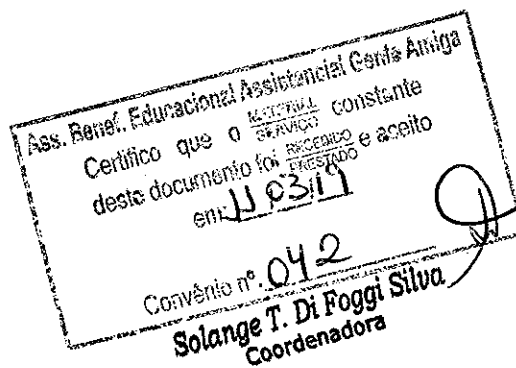 Ass. Benef. Educacional Assistencial Gente Amiga
Certifico que o MATERIAL SERVIÇO constante
deste documento foi RECEBIDO PRESTADO e aceito
em: 11 03 19
Convênio nº. 042
Solange T. Di Foggi Silva
Coordenadora